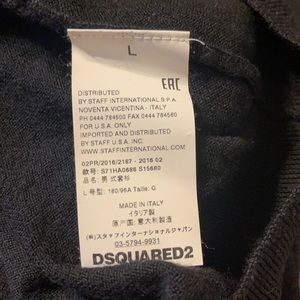 L
EAC
DISTRIBUTED
BY STAFF INTERNATIONAL S.P.A.
NOVENTA VICENTINA - ITALY
PH 0444 784500 FAX 0444 784580
FOR U.S.A. ONLY
IMPORTED AND DISTRIBUTED
BY STAFF U.S.A. INC.
WWW.STAFFINTERNATIONAL.COM
02PR/2016/2187 - 2016 02
款号: S71HA0686 S15680
品名: 男式套衫
L 号型: 180/96A Taille: G
MADE IN ITALY
イタリア製
原产国: 意大利製造
(株)スタッフインターナショナルジャパン
03-5794-9931
DSQUARED2